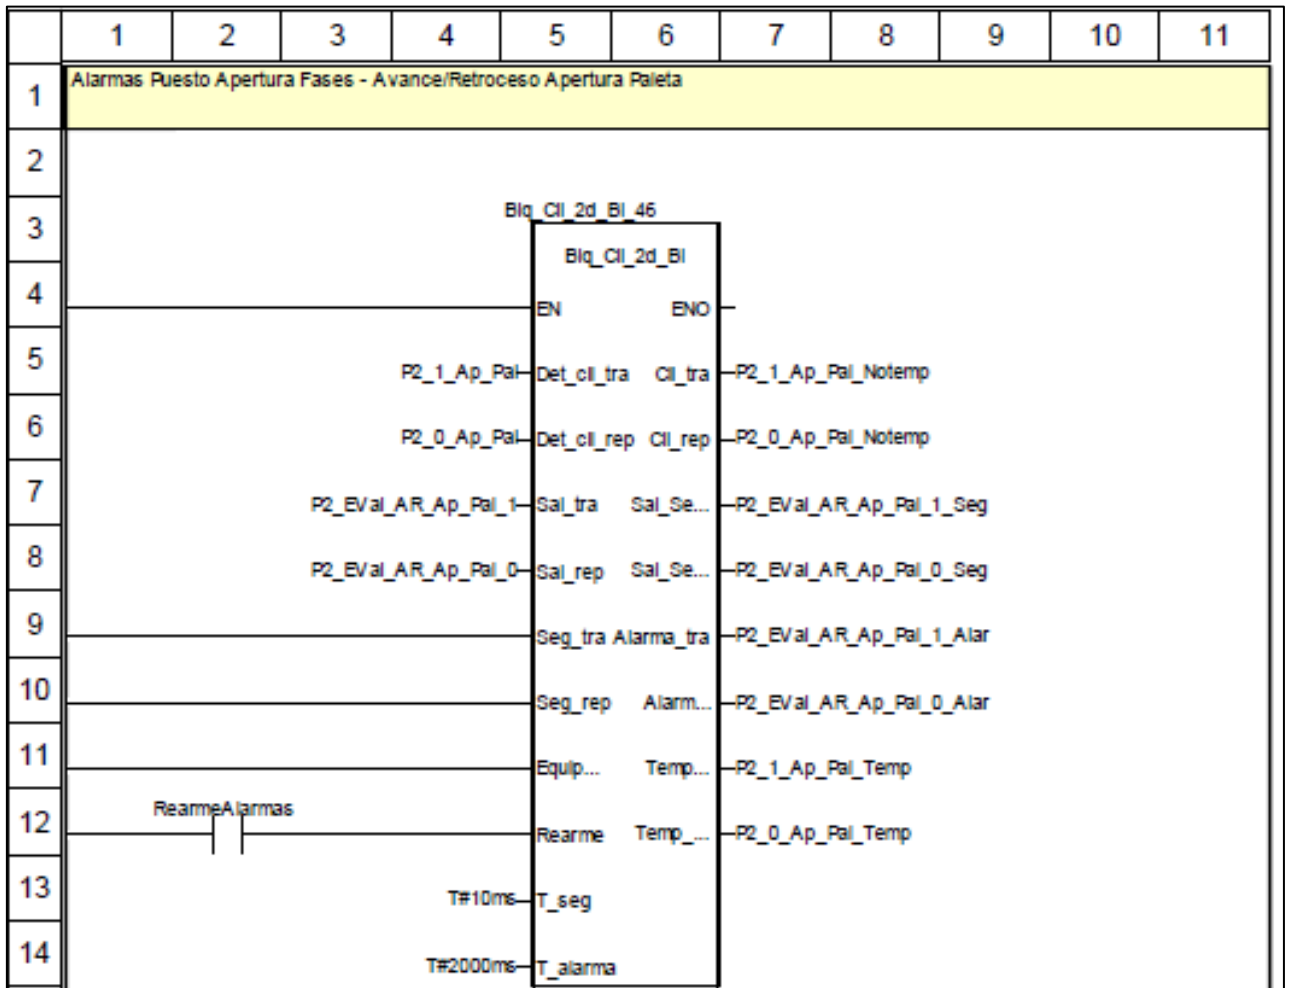 1 2 3 4 5 6 7 8 9 10 11
1 Alarmas Puesto Apertura Fases - Avance/Retroceso Apertura Paleta
2
Blq_Cil_2d_Bi_46
3
Blq_Cil_2d_Bi
4 EN ENO
5 P2_1_Ap_Pal Det_cil_tra Cil_tra P2_1_Ap_Pal_Notemp
6 P2_0_Ap_Pal Det_cil_rep Cil_rep P2_0_Ap_Pal_Notemp
7 P2_EVal_AR_Ap_Pal_1 Sal_tra Sal_Se... P2_EVal_AR_Ap_Pal_1_Seg
8 P2_EVal_AR_Ap_Pal_0 Sal_rep Sal_Se... P2_EVal_AR_Ap_Pal_0_Seg
9 Seg_tra Alarma_tra P2_EVal_AR_Ap_Pal_1_Alar
10 Seg_rep Alarm... P2_EVal_AR_Ap_Pal_0_Alar
11 Equip... Temp... P2_1_Ap_Pal_Temp
RearmeAlarmas
12 Rearme Temp_... P2_0_Ap_Pal_Temp
13 T#10ms T_seg
14 T#2000ms T_alarma